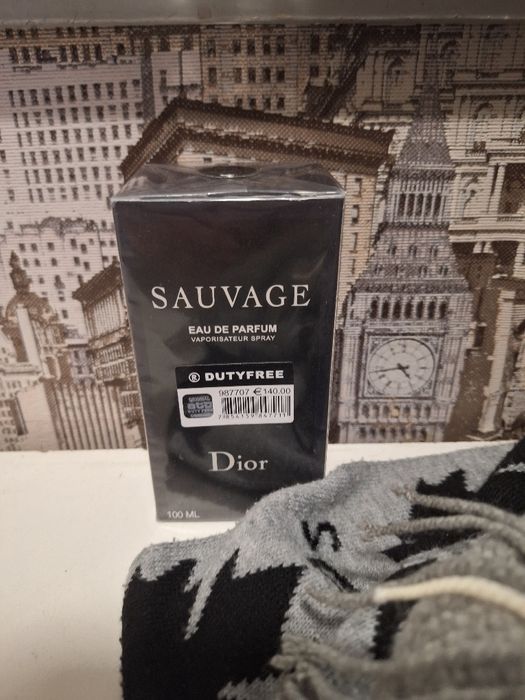 SAUVAGE
EAU DE PARFUM
VAPORISATEUR SPRAY
® DUTYFREE
987707 €140.00
Dior
100 ML